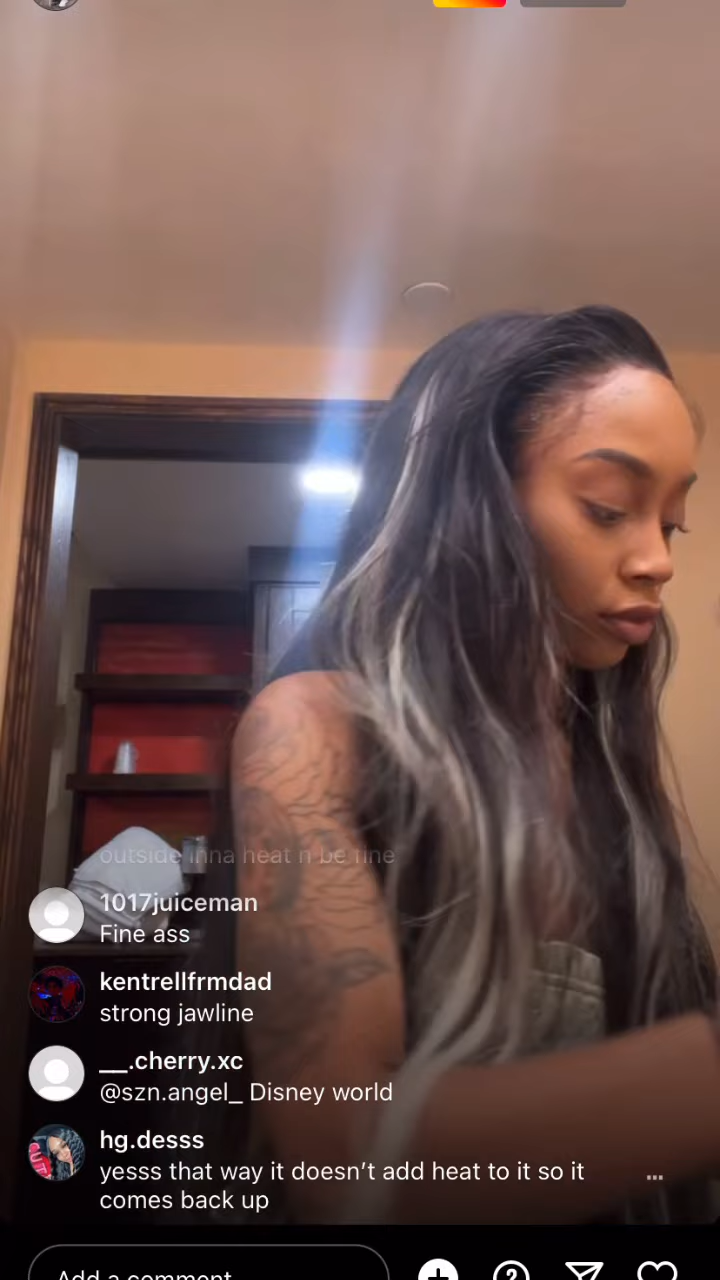 outside inna heat n be fine
1017juiceman
Fine ass
kentrellfrmdad
strong jawline
__.cherry.xc
@szn.angel_ Disney world
hg.desss
yesss that way it doesn’t add heat to it so it
comes back up
Add a comment